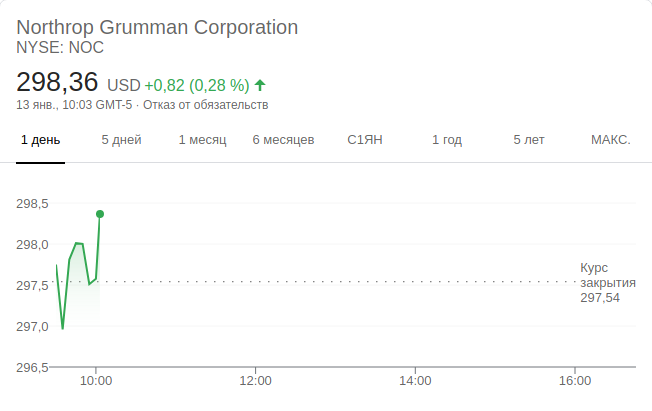 Northrop Grumman Corporation
NYSE: NOC
298,36 USD +0,82 (0,28 %)
13 янв., 10:03 GMT-5 · Отказ от обязательств
1 день 5 дней 1 месяц 6 месяцев С1ЯН 1 год 5 лет МАКС.
298,5
298,0
297,5
297,0
296,5
Курс
закрытия
297,54
10:00 12:00 14:00 16:00